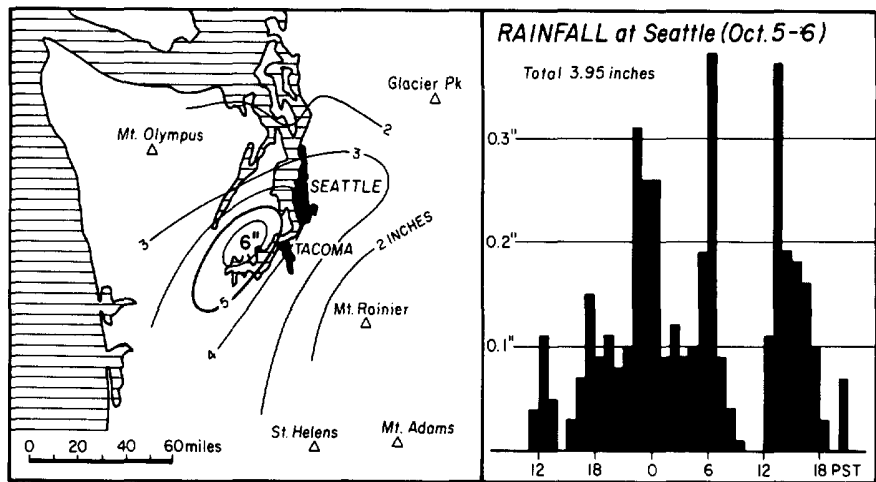 Glacier Pk
2
Mt. Olympus
3
SEATTLE
3
6"
TACOMA
2 INCHES
5
Mt. Rainier
4
St. Helens
Mt. Adams
0 20 40 60 miles
RAINFALL at Seattle (Oct. 5-6)
Total 3.95 inches
0.3"
0.2"
0.1"
12 18 0 6 12 18 PST